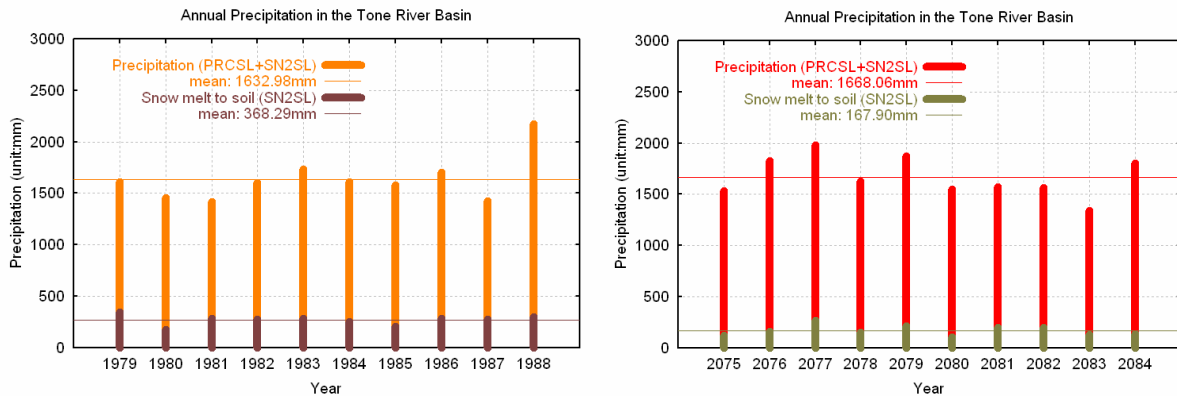 Annual Precipitation in the Tone River Basin
3000
2500
2000
1500
1000
500
0
Precipitation (unit:mm)
Precipitation (PRCSL+SN2SL)
mean: 1632.98mm
Snow melt to soil (SN2SL)
mean: 368.29mm
1979 1980 1981 1982 1983 1984 1985 1986 1987 1988
Year
Annual Precipitation in the Tone River Basin
3000
2500
2000
1500
1000
500
0
Precipitation (unit:mm)
Precipitation (PRCSL+SN2SL)
mean: 1668.06mm
Snow melt to soil (SN2SL)
mean: 167.90mm
2075 2076 2077 2078 2079 2080 2081 2082 2083 2084
Year